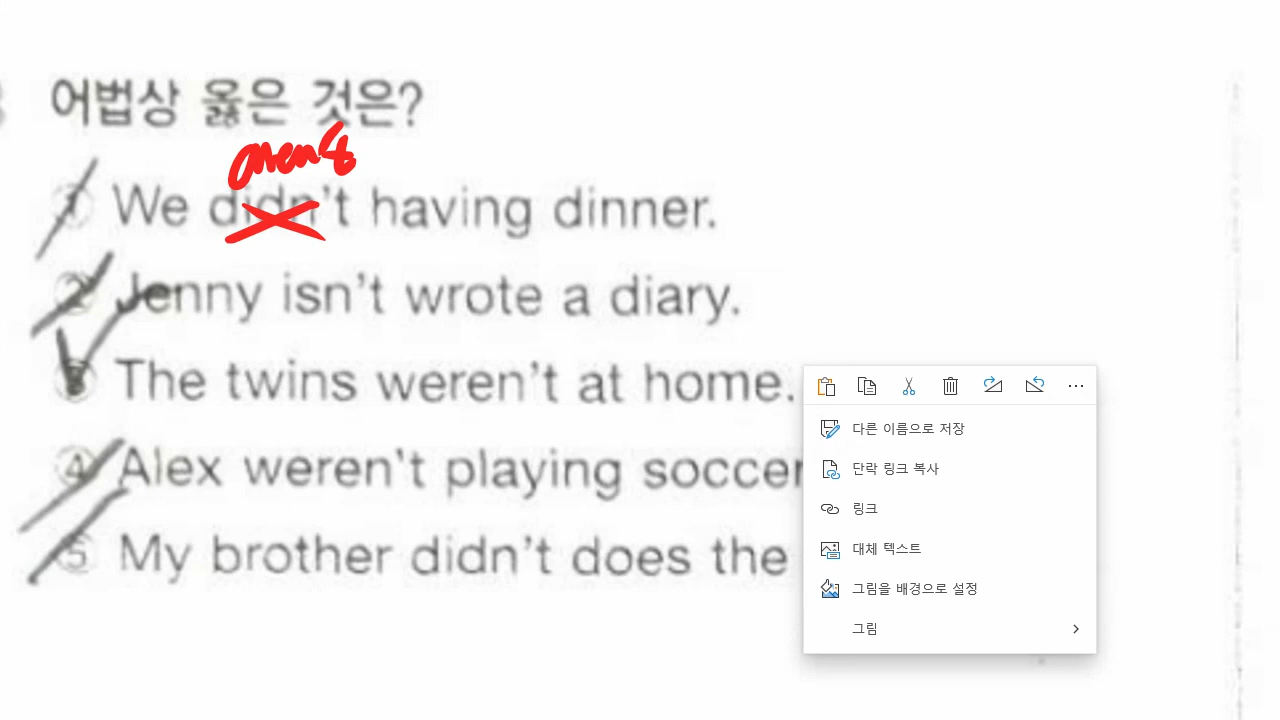 어법상 옳은 것은?
① We didn't having dinner.
② Jenny isn't wrote a diary.
③ The twins weren't at home.
④ Alex weren't playing soccer
⑤ My brother didn't does the
다른 이름으로 저장
단락 링크 복사
링크
대체 텍스트
그림을 배경으로 설정
그림